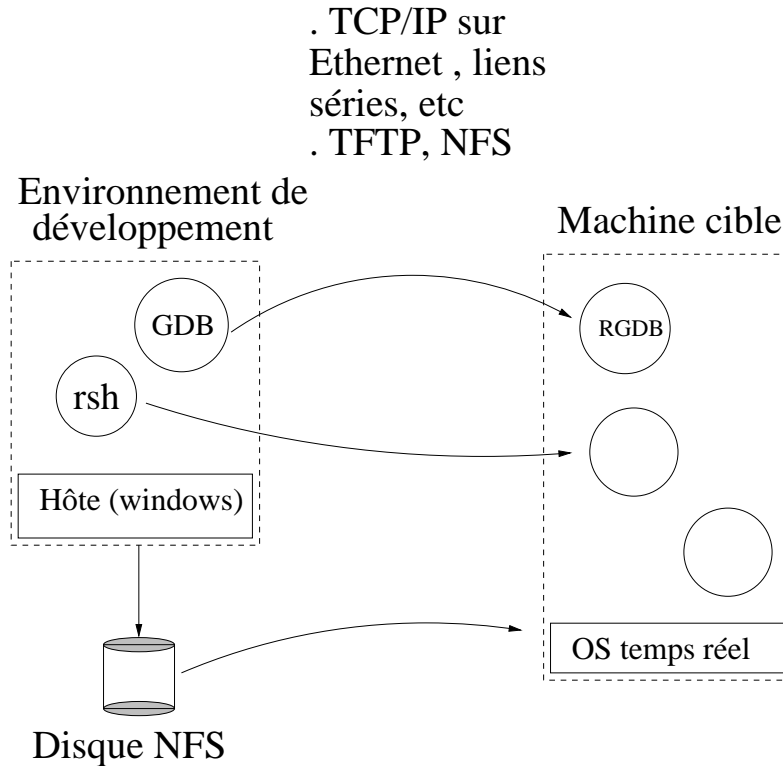 . TCP/IP sur
Ethernet , liens
séries, etc
. TFTP, NFS
Environnement de
développement
Machine cible
GDB
RGDB
rsh
Hôte (windows)
OS temps réel
Disque NFS